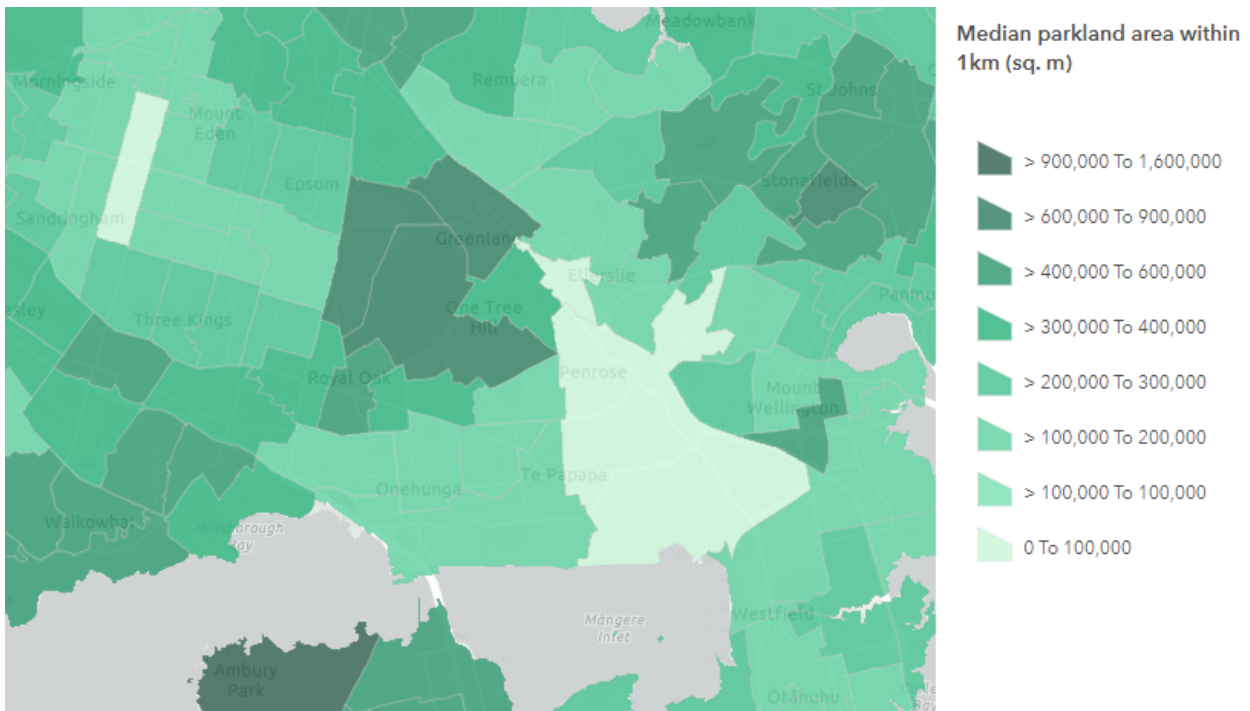 Meadowbank
Remuera
Morningside
St Johns
Mount
Eden
Epsom
Stonefields
Sandringham
Ellerslie
One Tree
Hill
Three Kings
Penrose
Royal Oak
Mount
Wellington
Te Papapa
Onehunga
Waikowhai
Hillsborough
Bay
Westfield
Māngere
Inlet
Ambury
Park
Ōtāhuhu
Bay
Median parkland area within
1km (sq. m)
> 900,000 To 1,600,000
> 600,000 To 900,000
> 400,000 To 600,000
> 300,000 To 400,000
> 200,000 To 300,000
> 100,000 To 200,000
> 100,000 To 100,000
0 To 100,000